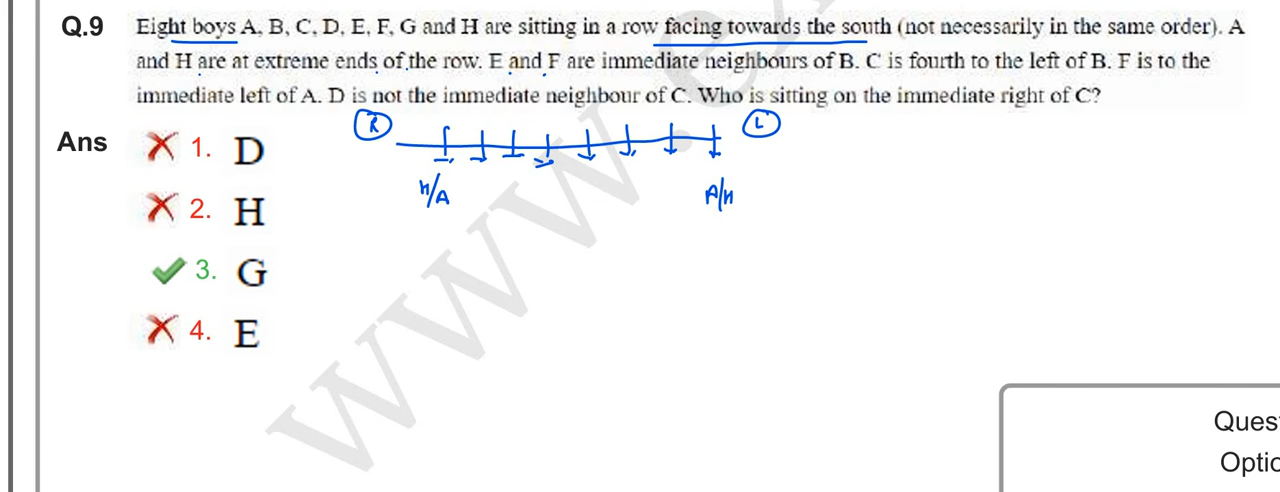 Q.9 Eight boys A, B, C, D, E, F, G and H are sitting in a row facing towards the south (not necessarily in the same order). A
and H are at extreme ends of the row. E and F are immediate neighbours of B. C is fourth to the left of B. F is to the
immediate left of A. D is not the immediate neighbour of C. Who is sitting on the immediate right of C?
R L
Ans 1. D
H/A A/H
2. H
3. G
4. E
www.ex
Ques
Optic